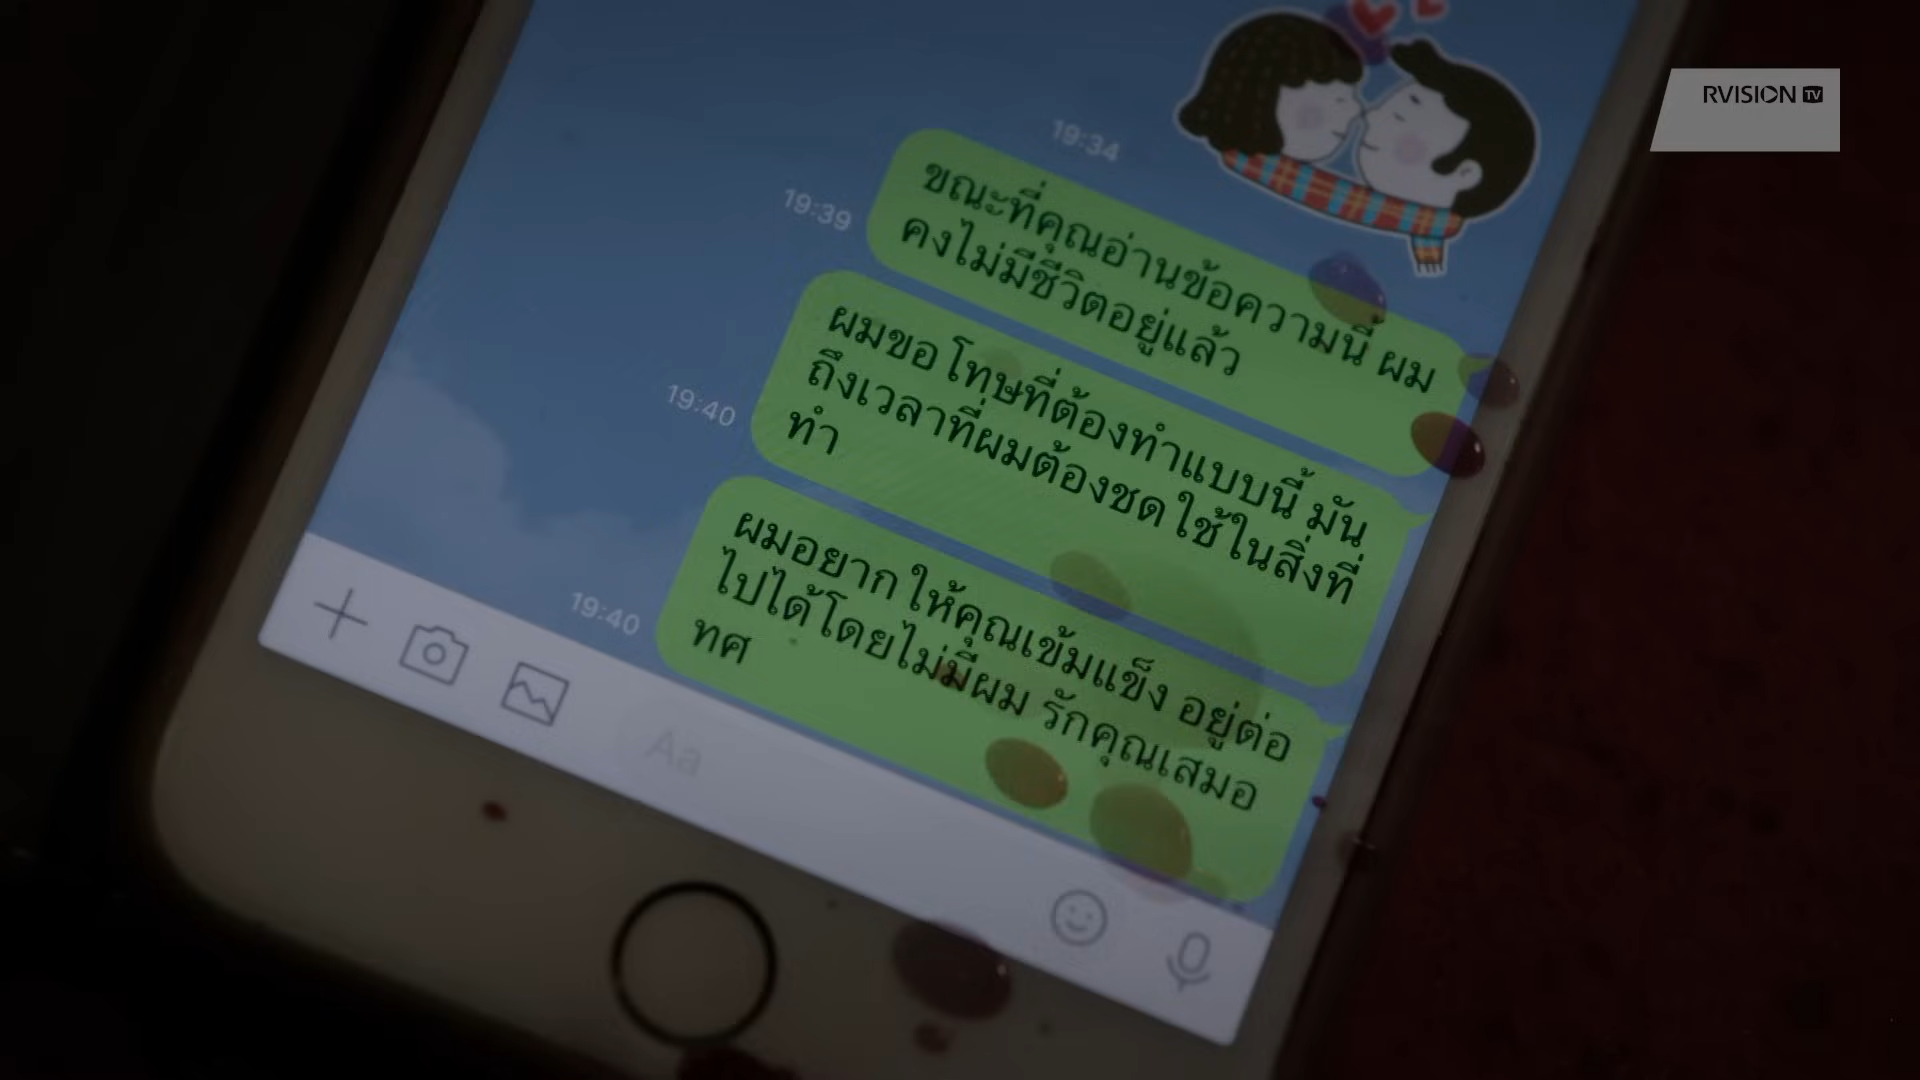 RVISION TV
19:34
19:39
ขณะที่คุณอ่านข้อความนี้ ผม
คงไม่มีชีวิตอยู่แล้ว
19:40
ผมขอโทษที่ต้องทำแบบนี้ มัน
ถึงเวลาที่ผมต้องชดใช้ในสิ่งที่
ทำ
19:40
ผมอยากให้คุณเข้มแข็ง อยู่ต่อ
ไปได้โดยไม่มีผม รักคุณเสมอ
ทศ
Aa